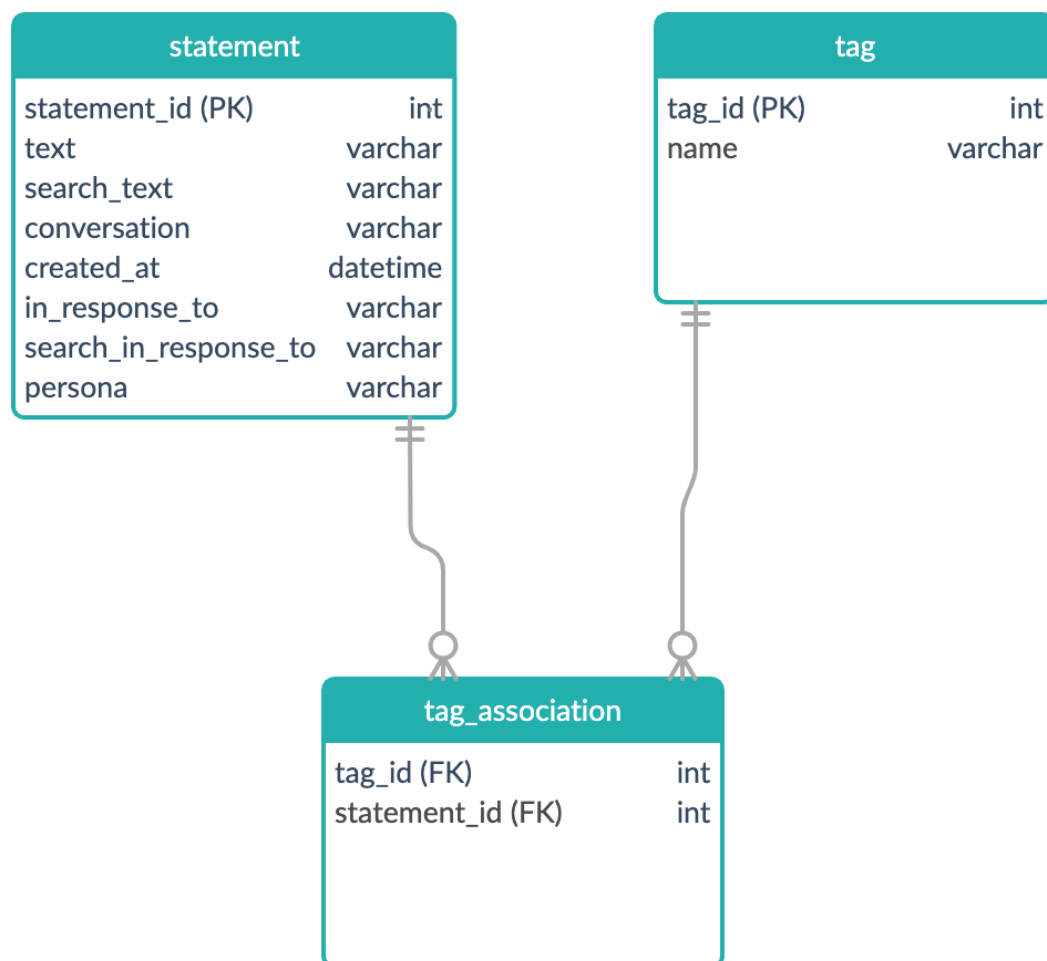 statement
statement_id (PK) int
text varchar
search_text varchar
conversation varchar
created_at datetime
in_response_to varchar
search_in_response_to varchar
persona varchar
tag
tag_id (PK) int
name varchar
tag_association
tag_id (FK) int
statement_id (FK) int